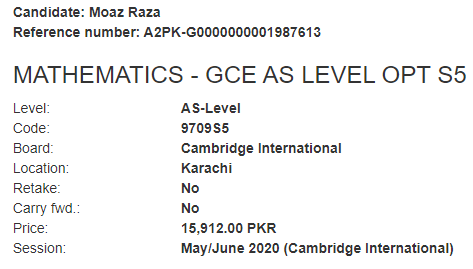 Candidate: Moaz Raza
Reference number: A2PK-G0000000001987613
MATHEMATICS - GCE AS LEVEL OPT S5
Level: AS-Level
Code: 9709S5
Board: Cambridge International
Location: Karachi
Retake: No
Carry fwd.: No
Price: 15,912.00 PKR
Session: May/June 2020 (Cambridge International)